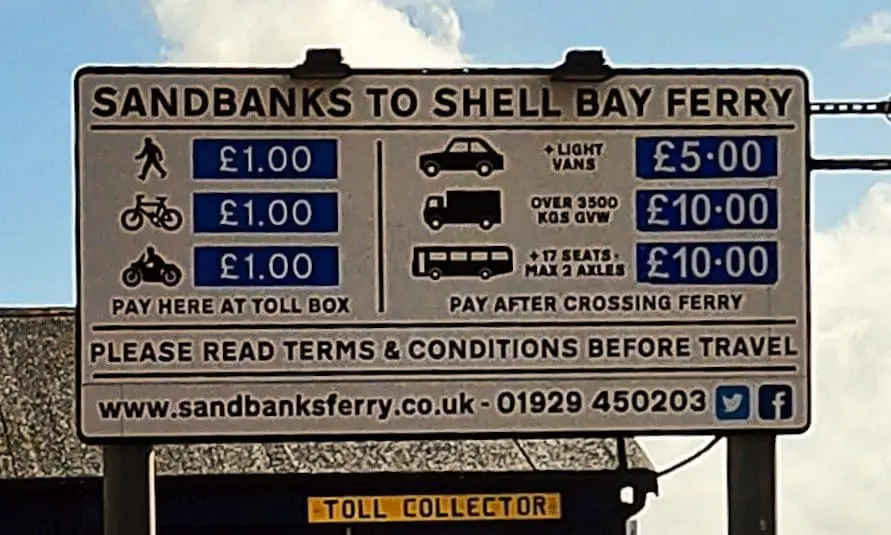 SANDBANKS TO SHELL BAY FERRY
£1.00
£1.00
£1.00
PAY HERE AT TOLL BOX
+ LIGHT
VANS
£5·00
OVER 3500
KGS GVW
£10·00
+17 SEATS·
MAX 2 AXLES
£10·00
PAY AFTER CROSSING FERRY
PLEASE READ TERMS & CONDITIONS BEFORE TRAVEL
www.sandbanksferry.co.uk - 01929 450203
TOLL COLLECTOR